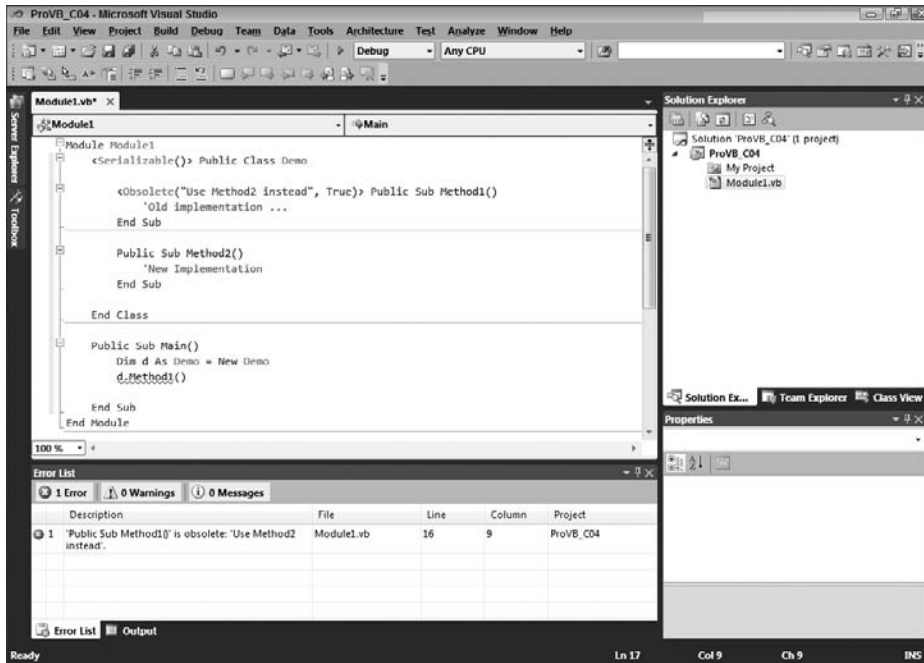 ProVB_C04 - Microsoft Visual Studio
File Edit View Project Build Debug Team Data Tools Architecture Test Analyze Window Help
Debug Any CPU
Server Explorer
Toolbox
Module1.vb* ×
Module1 Main
Module Module1
<Serializable()> Public Class Demo
<Obsolete("Use Method2 instead", True)> Public Sub Method1()
'Old implementation ...
End Sub
Public Sub Method2()
'New Implementation
End Sub
End Class
Public Sub Main()
Dim d As Demo = New Demo
d.Method1()
End Sub
End Module
100 %
Error List
1 Error 0 Warnings 0 Messages
Description File Line Column Project
1 'Public Sub Method1()' is obsolete: 'Use Method2 instead'. Module1.vb 16 9 ProVB_C04
Error List Output
Solution Explorer
Solution 'ProVB_C04' (1 project)
ProVB_C04
My Project
Module1.vb
Solution Ex... Team Explorer Class View
Properties
Ready Ln 17 Col 9 Ch 9 INS